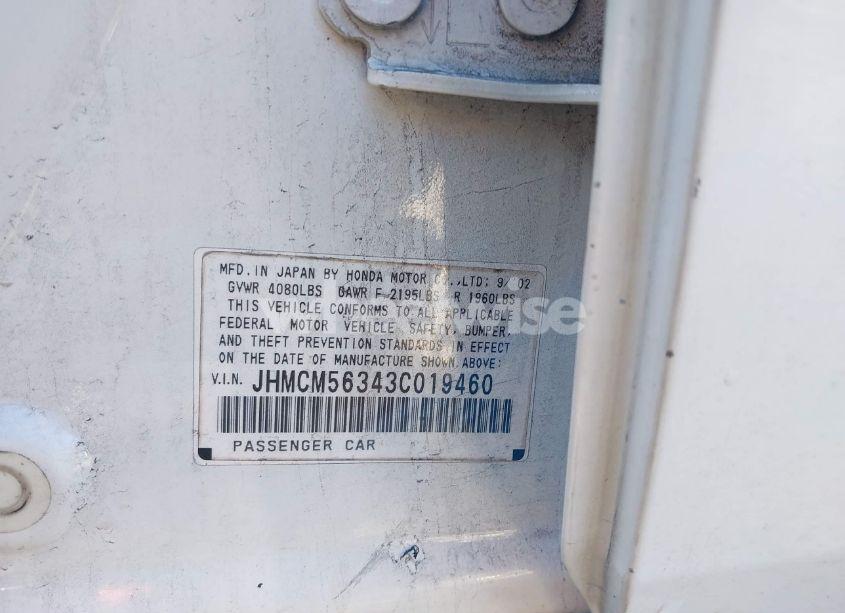 MFD. IN JAPAN BY HONDA MOTOR CO.,LTD: 9/02
GVWR 4080LBS GAWR F 2195LBS R 1960LBS
THIS VEHICLE CONFORMS TO ALL APPLICABLE
FEDERAL MOTOR VEHICLE SAFETY, BUMPER,
AND THEFT PREVENTION STANDARDS IN EFFECT
ON THE DATE OF MANUFACTURE SHOWN ABOVE:
V.I.N. JHMCM56343C019460
PASSENGER CAR